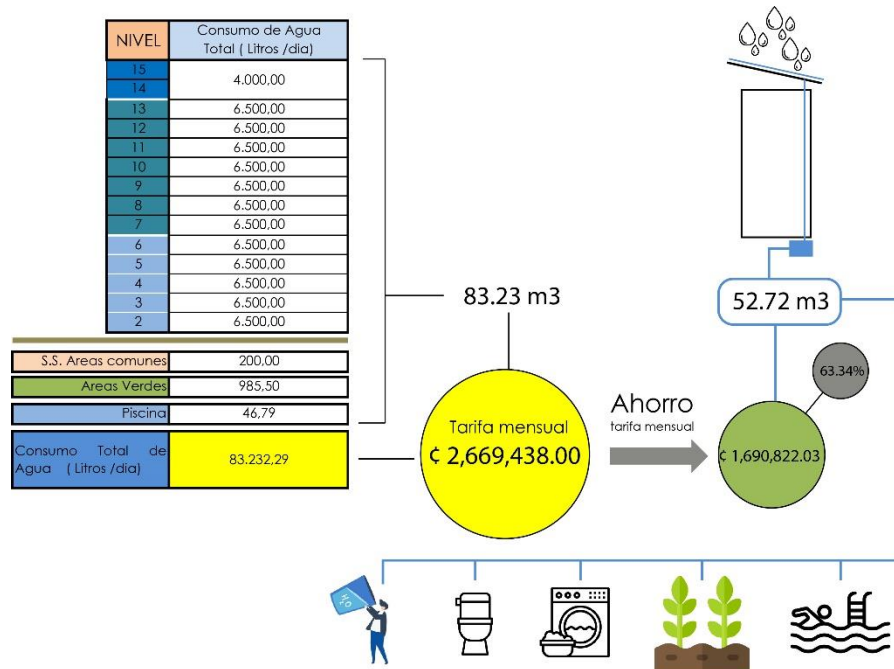 NIVEL
Consumo de Agua
Total ( Litros /dia)
15
14
4.000,00
13 6.500,00
12 6.500,00
11 6.500,00
10 6.500,00
9 6.500,00
8 6.500,00
7 6.500,00
6 6.500,00
5 6.500,00
4 6.500,00
3 6.500,00
2 6.500,00
S.S. Areas comunes 200,00
Areas Verdes 985,50
Piscina 46,79
Consumo Total de
Agua ( Litros /dia)
83.232,29
83.23 m3
Tarifa mensual
₵ 2,669,438.00
Ahorro
tarifa mensual
52.72 m3
63.34%
₵ 1,690,822.03
H2O